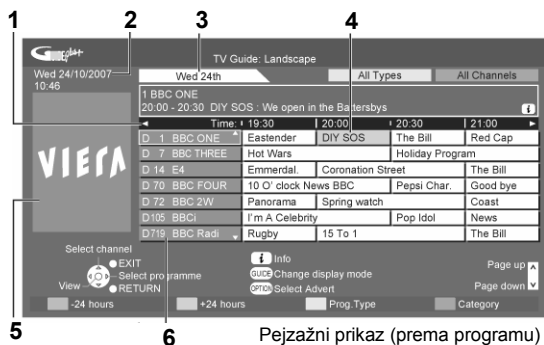 1 2 3 4
GUIDE Plus+
TV Guide: Landscape
Wed 24/10/2007
10:46
Wed 24th All Types All Channels
1 BBC ONE
20:00 - 20:30 DIY SOS : We open in the Battersbys i
Time: 19:30 20:00 20:30 21:00
D 1 BBC ONE Eastender DIY SOS The Bill Red Cap
D 7 BBC THREE Hot Wars Holiday Program
D 14 E4 Emmerdal. Coronation Street The Bill
D 70 BBC FOUR 10 O' clock News BBC Pepsi Char. Good bye
D 72 BBC 2W Panorama Spring watch Coast
D105 BBCi I'm A Celebrity Pop Idol News
D719 BBC Radi Rugby 15 To 1 The Bill
VIERA
Select channel
EXIT
Select programme
View
RETURN
i Info
GUIDE Change display mode
OPTION Select Advert
Page up
Page down
-24 hours +24 hours Prog.Type Category
5 6
Pejzažni prikaz (prema programu)